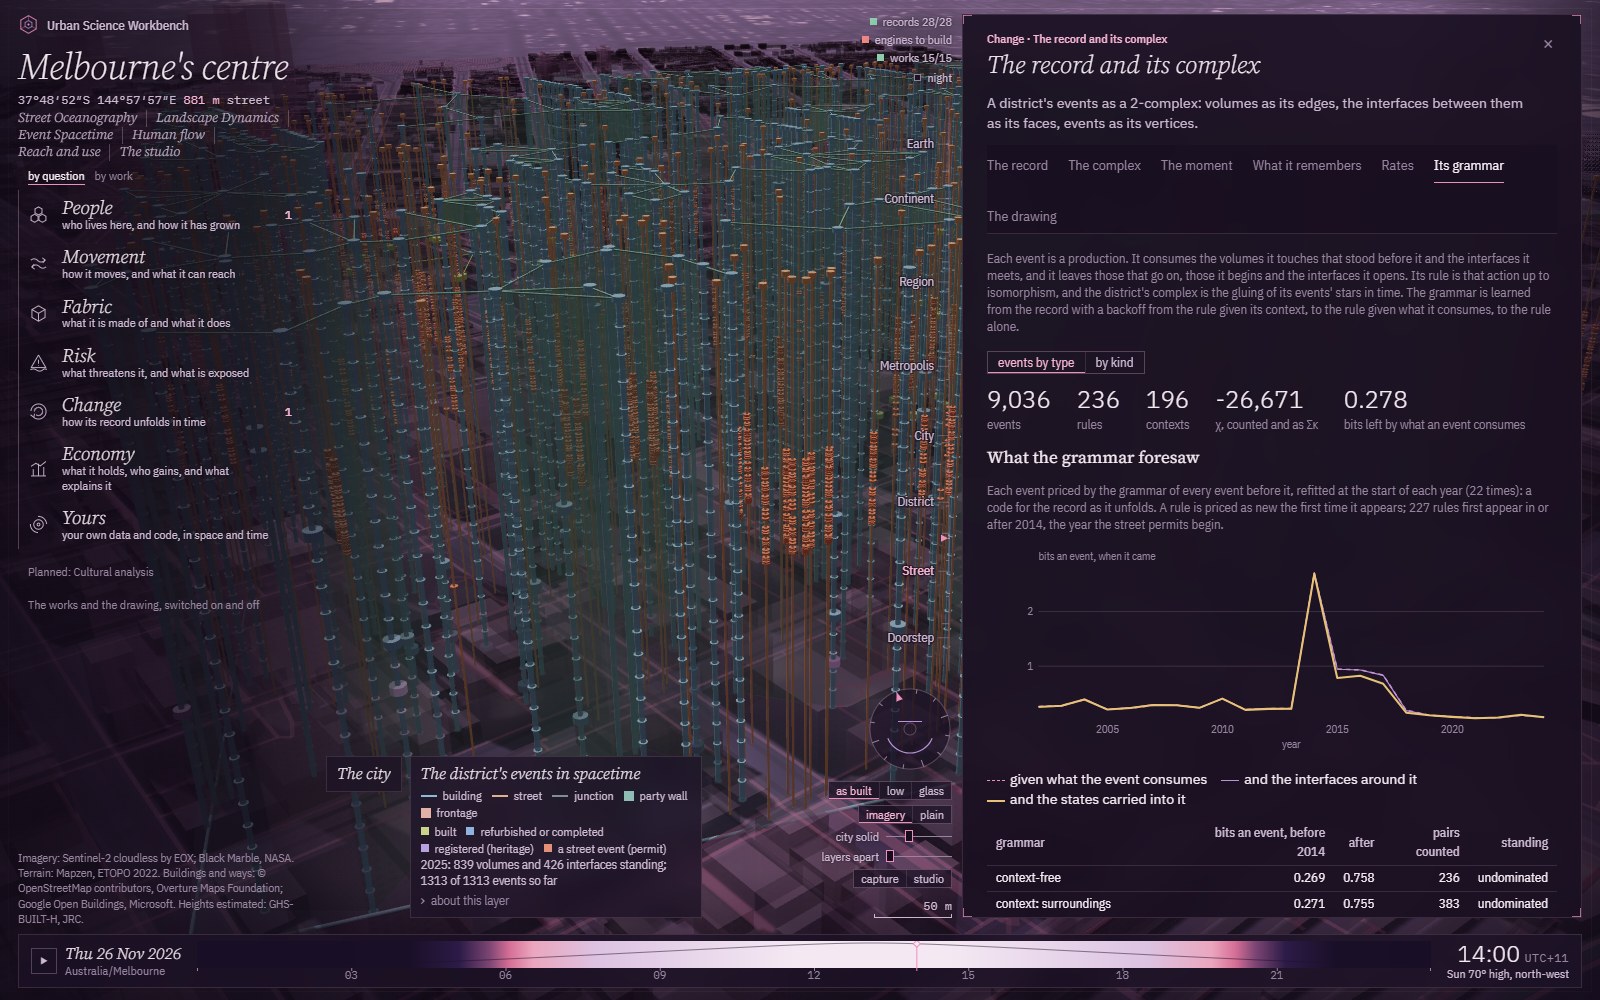 Urban Science Workbench
Melbourne's centre
37°48'52"S 144°57'57"E 881 m street
Street Oceanography | Landscape Dynamics |
Event Spacetime | Human flow |
Reach and use | The studio
by question by work
People 1
who lives here, and how it has grown
Movement
how it moves, and what it can reach
Fabric
what it is made of and what it does
Risk
what threatens it, and what is exposed
Change 1
how its record unfolds in time
Economy
what it holds, who gains, and what
explains it
Yours
your own data and code, in space and time
Planned: Cultural analysis
The works and the drawing, switched on and off
Imagery: Sentinel-2 cloudless by EOX; Black Marble, NASA.
Terrain: Mapzen, ETOPO 2022. Buildings and ways: ©
OpenStreetMap contributors, Overture Maps Foundation;
Google Open Buildings, Microsoft. Heights estimated: GHS-
BUILT-H, JRC.
records 28/28
engines to build
works 15/15
night
Earth
Continent
Region
Metropolis
City
District
Street
Doorstep
The city
The district's events in spacetime
building street junction party wall
frontage
built refurbished or completed
registered (heritage) a street event (permit)
2025: 839 volumes and 426 interfaces standing;
1313 of 1313 events so far
› about this layer
as built low glass
imagery plain
city solid
layers apart
capture studio
50 m
Change · The record and its complex
×
The record and its complex
A district's events as a 2-complex: volumes as its edges, the interfaces between them
as its faces, events as its vertices.
The record The complex The moment What it remembers Rates Its grammar
The drawing
Each event is a production. It consumes the volumes it touches that stood before it and the interfaces it
meets, and it leaves those that go on, those it begins and the interfaces it opens. Its rule is that action up to
isomorphism, and the district's complex is the gluing of its events' stars in time. The grammar is learned
from the record with a backoff from the rule given its context, to the rule given what it consumes, to the rule
alone.
events by type by kind
9,036 236 196 -26,671 0.278
events rules contexts χ, counted and as Σκ bits left by what an event consumes
What the grammar foresaw
Each event priced by the grammar of every event before it, refitted at the start of each year (22 times): a
code for the record as it unfolds. A rule is priced as new the first time it appears; 227 rules first appear in or
after 2014, the year the street permits begin.
bits an event, when it came
2
1
2005 2010 2015 2020
year
given what the event consumes and the interfaces around it
and the states carried into it
grammar bits an event, before 2014 after pairs counted standing
context-free 0.269 0.758 236 undominated
context: surroundings 0.271 0.755 383 undominated
Thu 26 Nov 2026
Australia/Melbourne
03 06 09 12 15 18 21
14:00 UTC+11
Sun 70° high, north-west